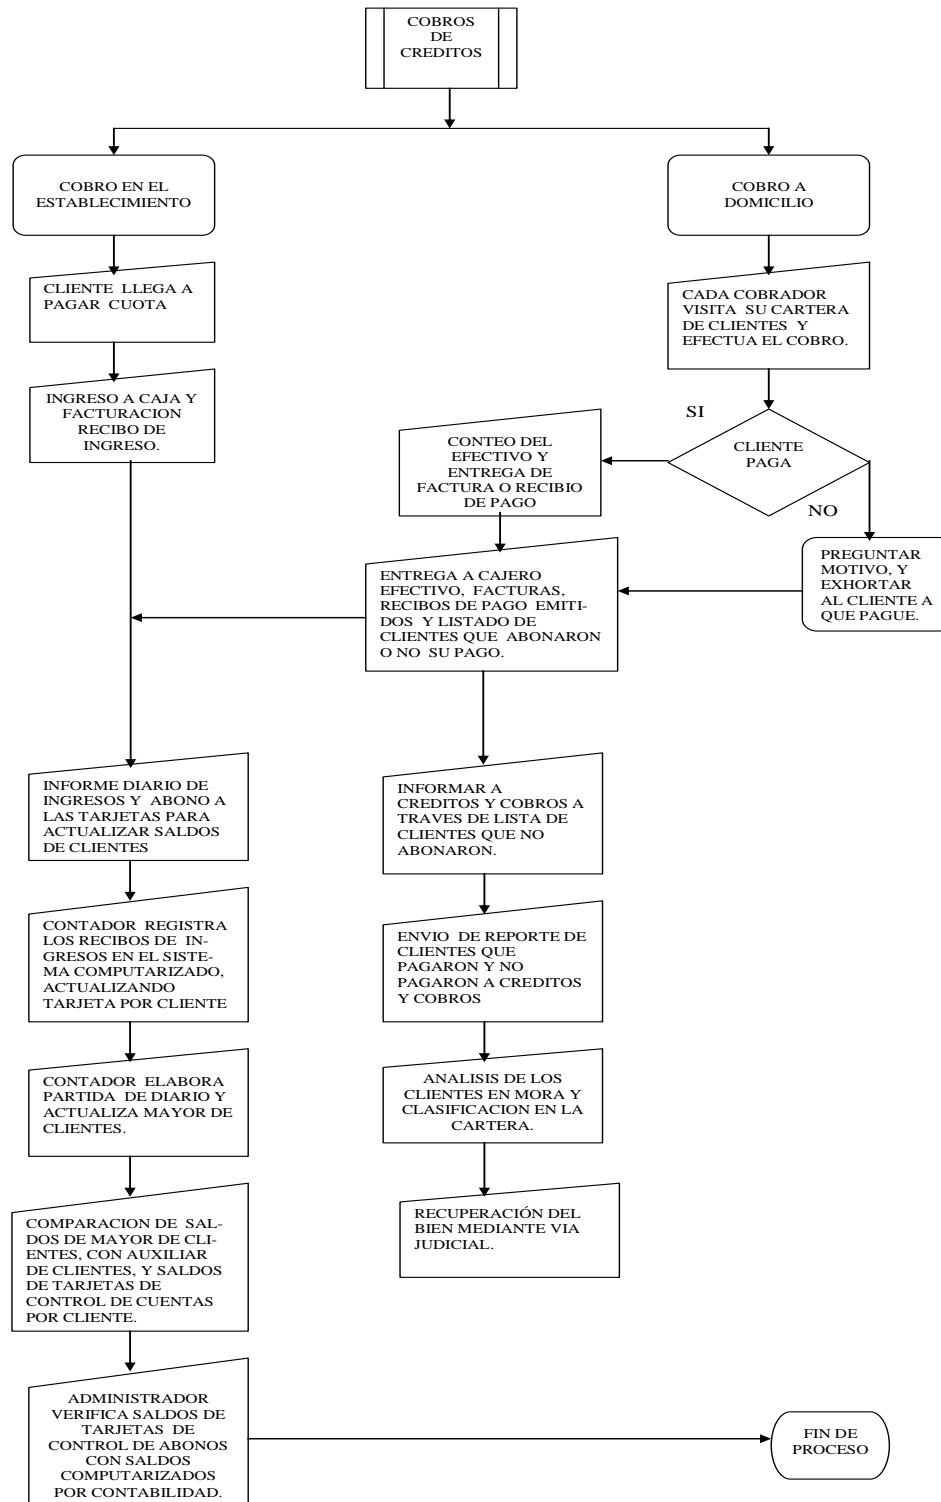 COBROS
DE
CREDITOS
COBRO EN EL
ESTABLECIMIENTO
COBRO A
DOMICILIO
CLIENTE LLEGA A
PAGAR CUOTA
CADA COBRADOR
VISITA SU CARTERA
DE CLIENTES Y
EFECTUA EL COBRO.
INGRESO A CAJA Y
FACTURACION
RECIBO DE
INGRESO.
SI
CLIENTE
PAGA
NO
CONTEO DEL
EFECTIVO Y
ENTREGA DE
FACTURA O RECIBIO
DE PAGO
PREGUNTAR
MOTIVO, Y
EXHORTAR
AL CLIENTE A
QUE PAGUE.
ENTREGA A CAJERO
EFECTIVO, FACTURAS,
RECIBOS DE PAGO EMITI-
DOS Y LISTADO DE
CLIENTES QUE ABONARON
O NO SU PAGO.
INFORME DIARIO DE
INGRESOS Y ABONO A
LAS TARJETAS PARA
ACTUALIZAR SALDOS
DE CLIENTES
INFORMAR A
CREDITOS Y COBROS A
TRAVES DE LISTA DE
CLIENTES QUE NO
ABONARON.
CONTADOR REGISTRA
LOS RECIBOS DE IN-
GRESOS EN EL SISTE-
MA COMPUTARIZADO,
ACTUALIZANDO
TARJETA POR CLIENTE
ENVIO DE REPORTE DE
CLIENTES QUE
PAGARON Y NO
PAGARON A CREDITOS
Y COBROS
CONTADOR ELABORA
PARTIDA DE DIARIO Y
ACTUALIZA MAYOR DE
CLIENTES.
ANALISIS DE LOS
CLIENTES EN MORA Y
CLASIFICACION EN LA
CARTERA.
COMPARACION DE SAL-
DOS DE MAYOR DE CLI-
ENTES, CON AUXILIAR
DE CLIENTES, Y SALDOS
DE TARJETAS DE
CONTROL DE CUENTAS
POR CLIENTE.
RECUPERACIÓN DEL
BIEN MEDIANTE VIA
JUDICIAL.
ADMINISTRADOR
VERIFICA SALDOS DE
TARJETAS DE
CONTROL DE ABONOS
CON SALDOS
COMPUTARIZADOS
POR CONTABILIDAD.
FIN DE
PROCESO